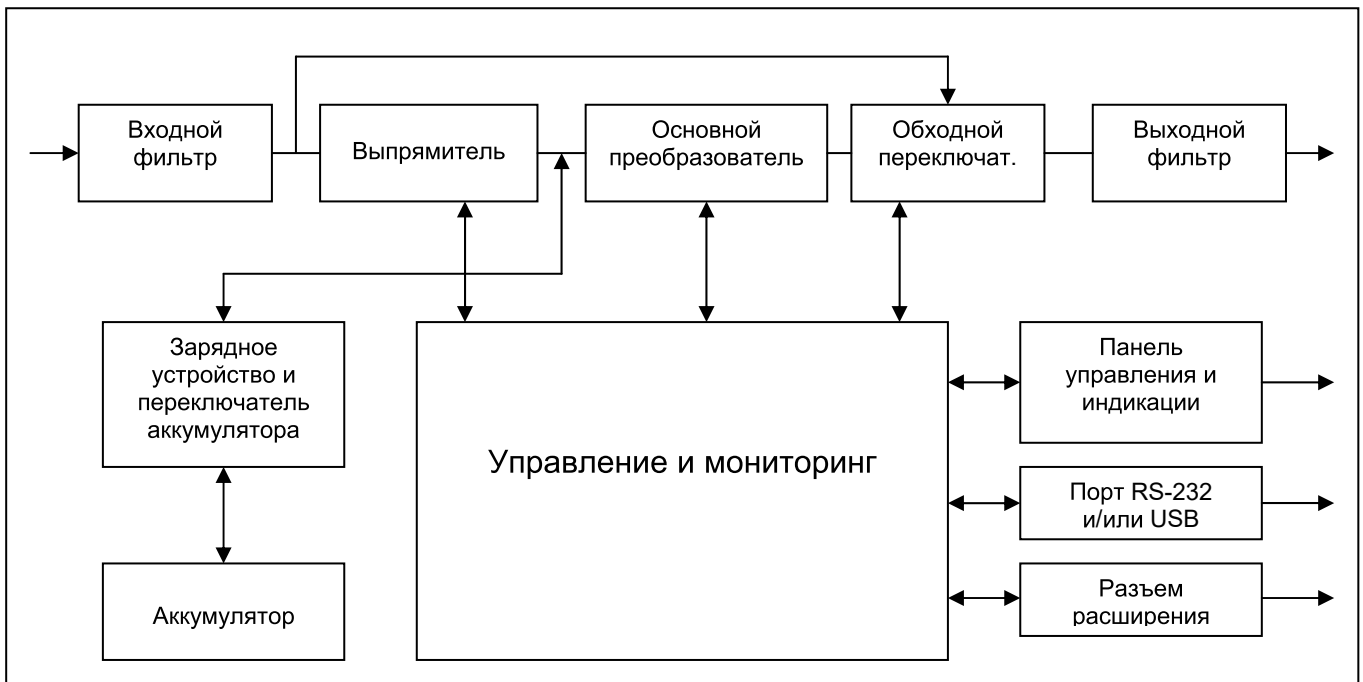 Входной
фильтр
Выпрямитель
Основной
преобразователь
Обходной
переключат.
Выходной
фильтр
Зарядное
устройство и
переключатель
аккумулятора
Управление и мониторинг
Панель
управления и
индикации
Порт RS-232
и/или USB
Разъем
расширения
Аккумулятор